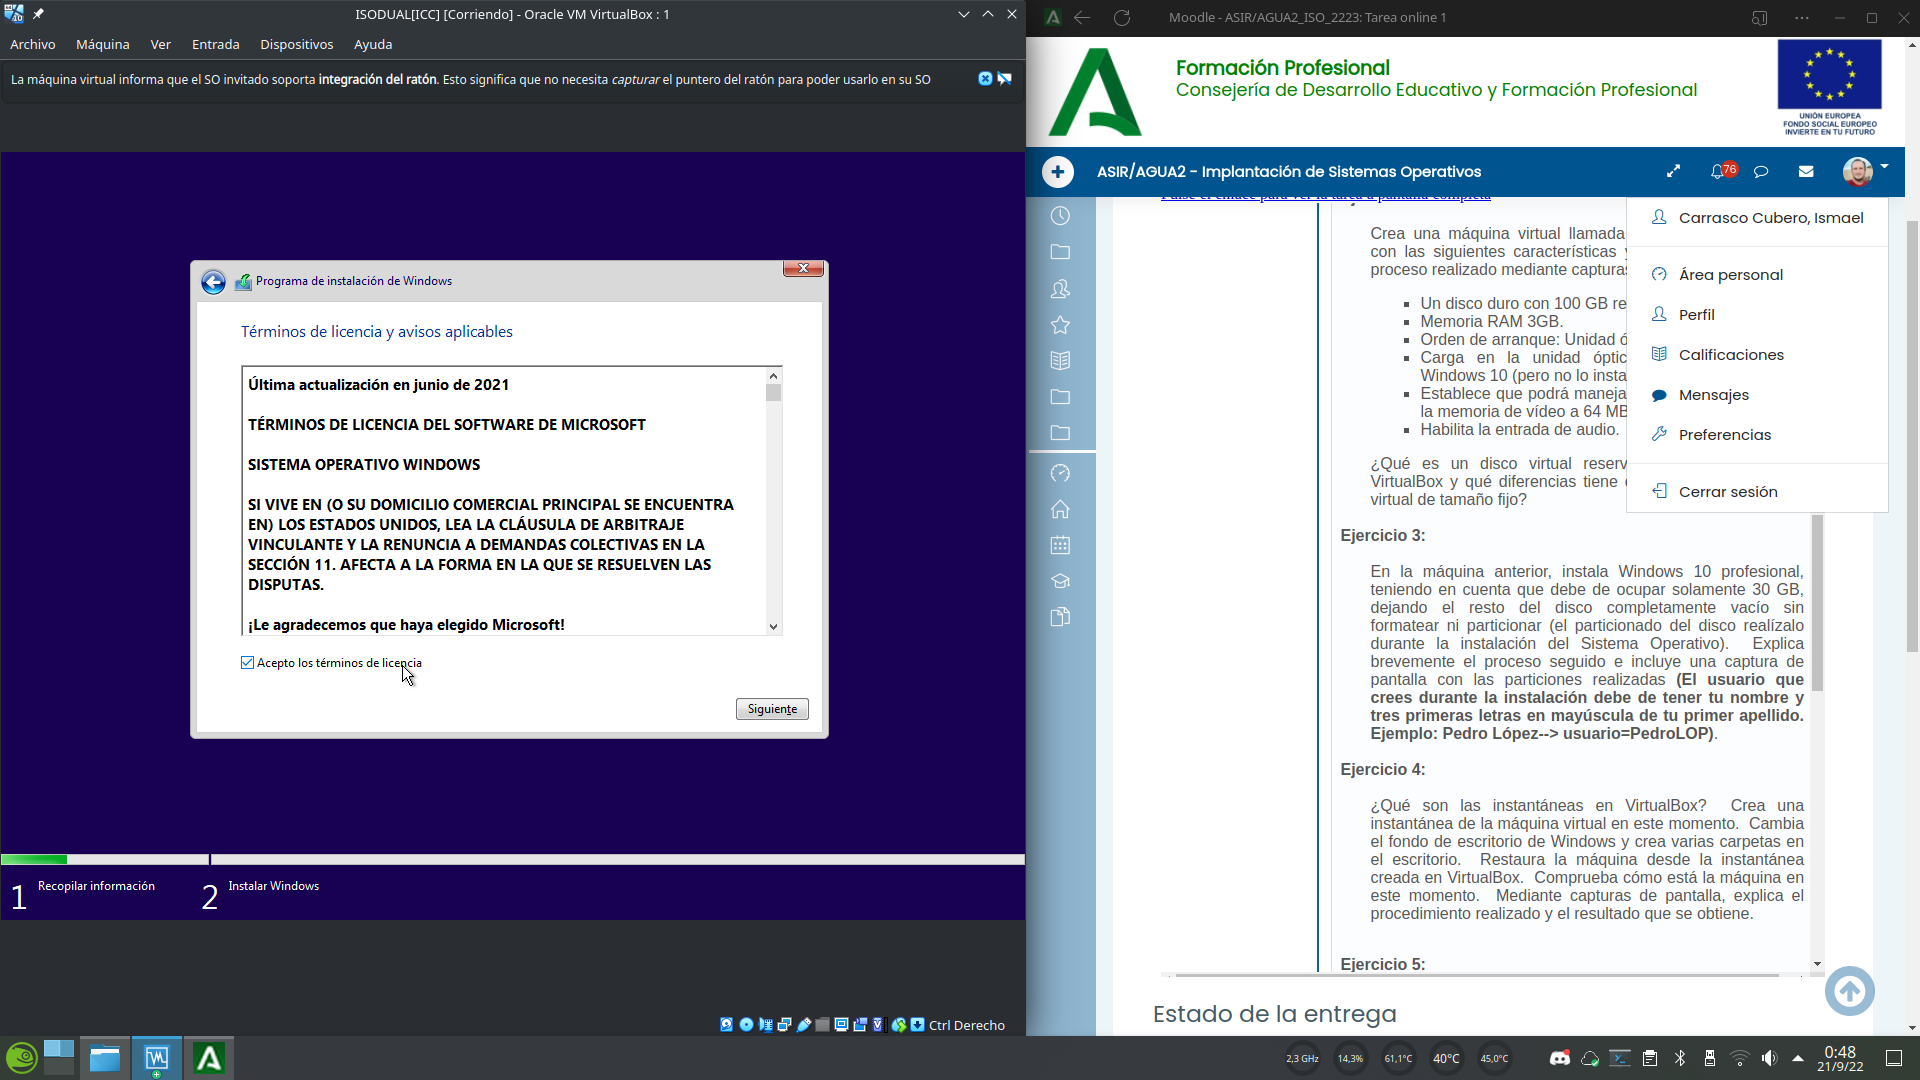 ISODUAL[ICC] [Corriendo] - Oracle VM VirtualBox : 1
Archivo Máquina Ver Entrada Dispositivos Ayuda
La máquina virtual informa que el SO invitado soporta integración del ratón. Esto significa que no necesita capturar el puntero del ratón para poder usarlo en su SO
Programa de instalación de Windows
Términos de licencia y avisos aplicables
Última actualización en junio de 2021
TÉRMINOS DE LICENCIA DEL SOFTWARE DE MICROSOFT
SISTEMA OPERATIVO WINDOWS
SI VIVE EN (O SU DOMICILIO COMERCIAL PRINCIPAL SE ENCUENTRA
EN) LOS ESTADOS UNIDOS, LEA LA CLÁUSULA DE ARBITRAJE
VINCULANTE Y LA RENUNCIA A DEMANDAS COLECTIVAS EN LA
SECCIÓN 11. AFECTA A LA FORMA EN LA QUE SE RESUELVEN LAS
DISPUTAS.
¡Le agradecemos que haya elegido Microsoft!
Acepto los términos de licencia
Siguiente
1 Recopilar información 2 Instalar Windows
Ctrl Derecho
Moodle - ASIR/AGUA2_ISO_2223: Tarea online 1
Formación Profesional
Consejería de Desarrollo Educativo y Formación Profesional
UNIÓN EUROPEA
FONDO SOCIAL EUROPEO
INVIERTE EN TU FUTURO
ASIR/AGUA2 - Implantación de Sistemas Operativos
76
Pulse el enlace para ver la tarea a pantalla completa
Carrasco Cubero, Ismael
Área personal
Perfil
Calificaciones
Mensajes
Preferencias
Cerrar sesión
Crea una máquina virtual llamada
con las siguientes características
proceso realizado mediante capturas
Un disco duro con 100 GB re
Memoria RAM 3GB.
Orden de arranque: Unidad ó
Carga en la unidad óptic
Windows 10 (pero no lo insta
Establece que podrá maneja
la memoria de vídeo a 64 MB
Habilita la entrada de audio.
¿Qué es un disco virtual reserv
VirtualBox y qué diferencias tiene
virtual de tamaño fijo?
Ejercicio 3:
En la máquina anterior, instala Windows 10 profesional,
teniendo en cuenta que debe de ocupar solamente 30 GB,
dejando el resto del disco completamente vacío sin
formatear ni particionar (el particionado del disco realízalo
durante la instalación del Sistema Operativo). Explica
brevemente el proceso seguido e incluye una captura de
pantalla con las particiones realizadas (El usuario que
crees durante la instalación debe de tener tu nombre y
tres primeras letras en mayúscula de tu primer apellido.
Ejemplo: Pedro López--> usuario=PedroLOP).
Ejercicio 4:
¿Qué son las instantáneas en VirtualBox? Crea una
instantánea de la máquina virtual en este momento. Cambia
el fondo de escritorio de Windows y crea varias carpetas en
el escritorio. Restaura la máquina desde la instantánea
creada en VirtualBox. Comprueba cómo está la máquina en
este momento. Mediante capturas de pantalla, explica el
procedimiento realizado y el resultado que se obtiene.
Ejercicio 5:
Estado de la entrega
2,3 GHz 14,3% 61,1°C 40°C 45,0°C
0:48
21/9/22